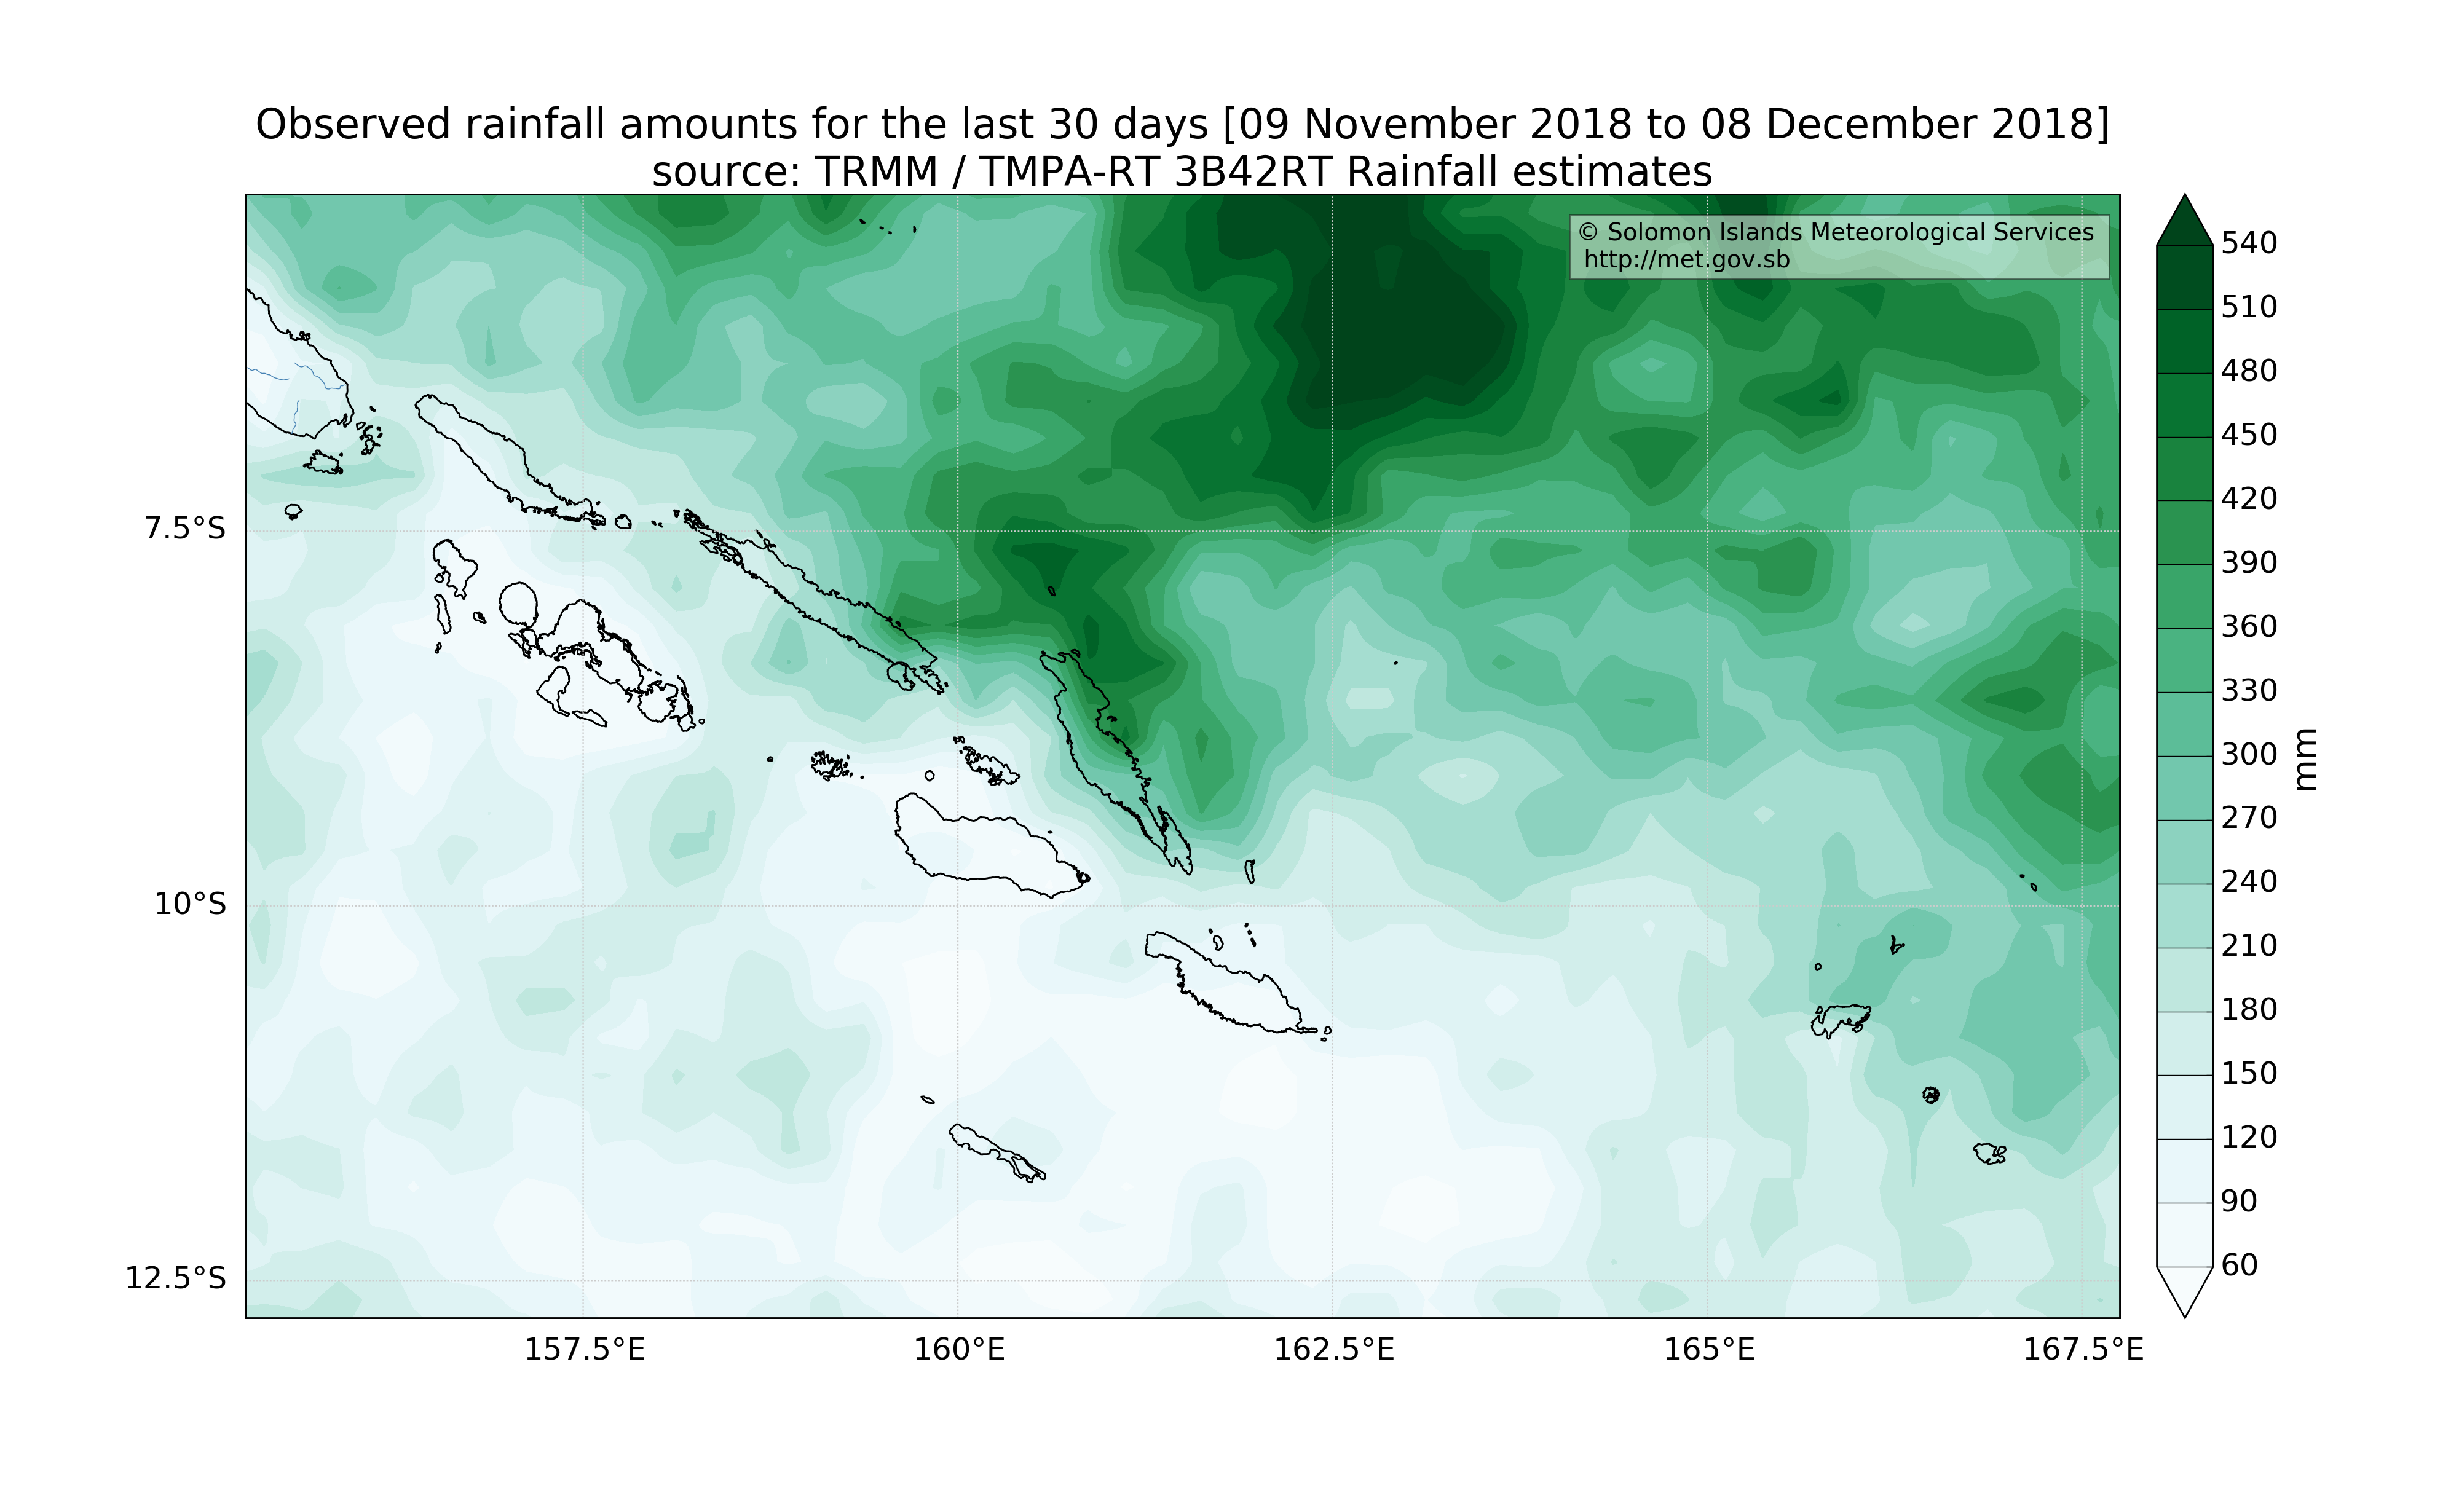 Observed rainfall amounts for the last 30 days [09 November 2018 to 08 December 2018]
source: TRMM / TMPA-RT 3B42RT Rainfall estimates
© Solomon Islands Meteorological Services
http://met.gov.sb
7.5°S
10°S
12.5°S
157.5°E
160°E
162.5°E
165°E
167.5°E
540
510
480
450
420
390
360
330
300
270
240
210
180
150
120
90
60
mm